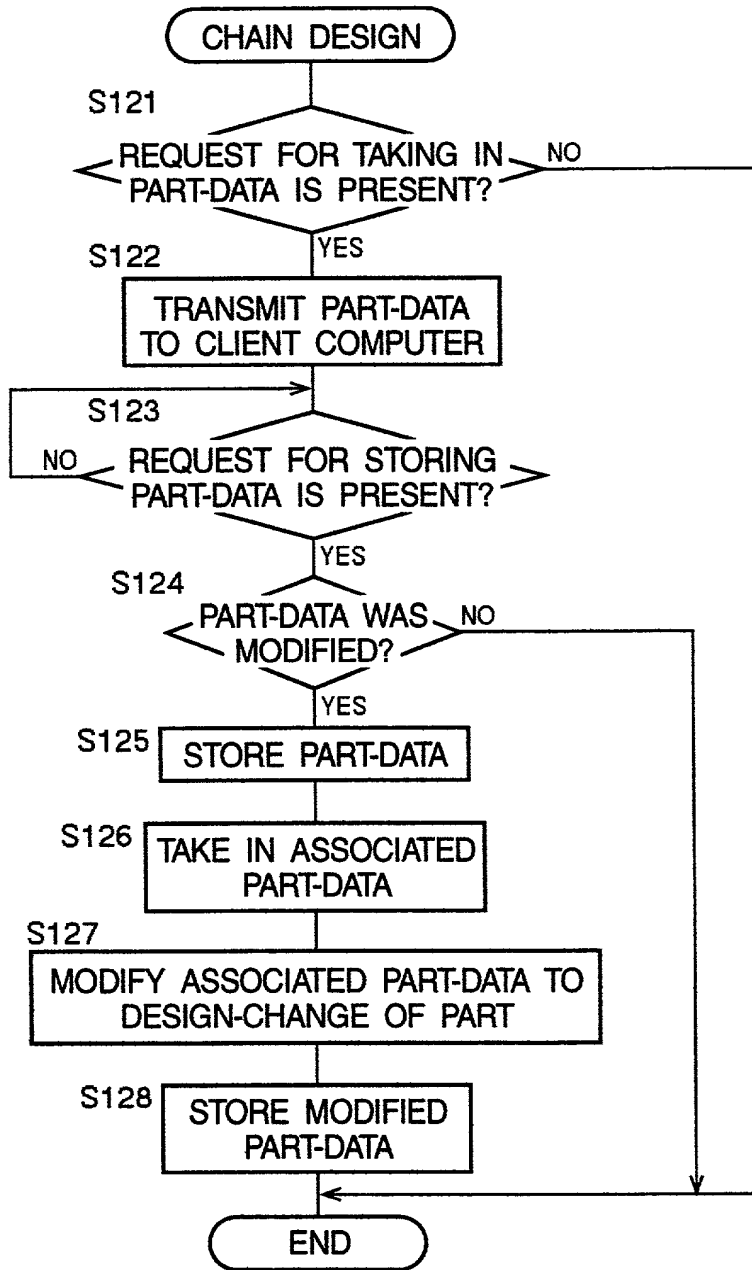 CHAIN DESIGN
S121
REQUEST FOR TAKING IN
PART-DATA IS PRESENT?
NO
YES
S122
TRANSMIT PART-DATA
TO CLIENT COMPUTER
S123
REQUEST FOR STORING
PART-DATA IS PRESENT?
NO
YES
S124
PART-DATA WAS
MODIFIED?
NO
YES
S125
STORE PART-DATA
S126
TAKE IN ASSOCIATED
PART-DATA
S127
MODIFY ASSOCIATED PART-DATA TO
DESIGN-CHANGE OF PART
S128
STORE MODIFIED
PART-DATA
END